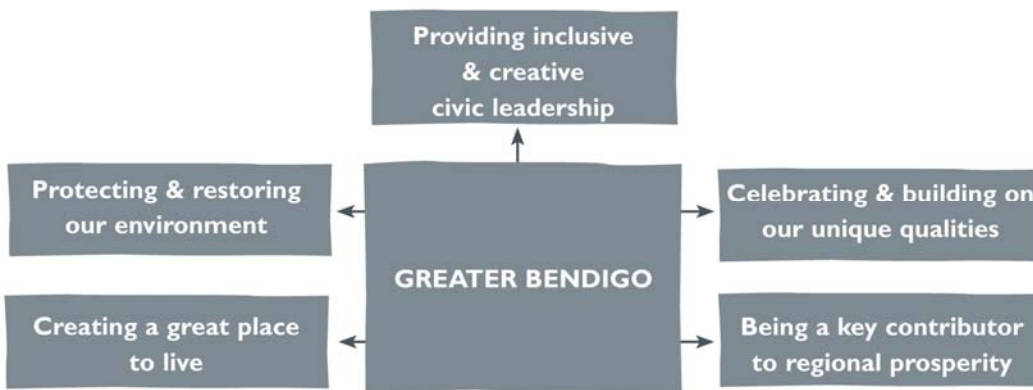 Providing inclusive
& creative
civic leadership
Protecting & restoring
our environment
Celebrating & building on
our unique qualities
GREATER BENDIGO
Creating a great place
to live
Being a key contributor
to regional prosperity